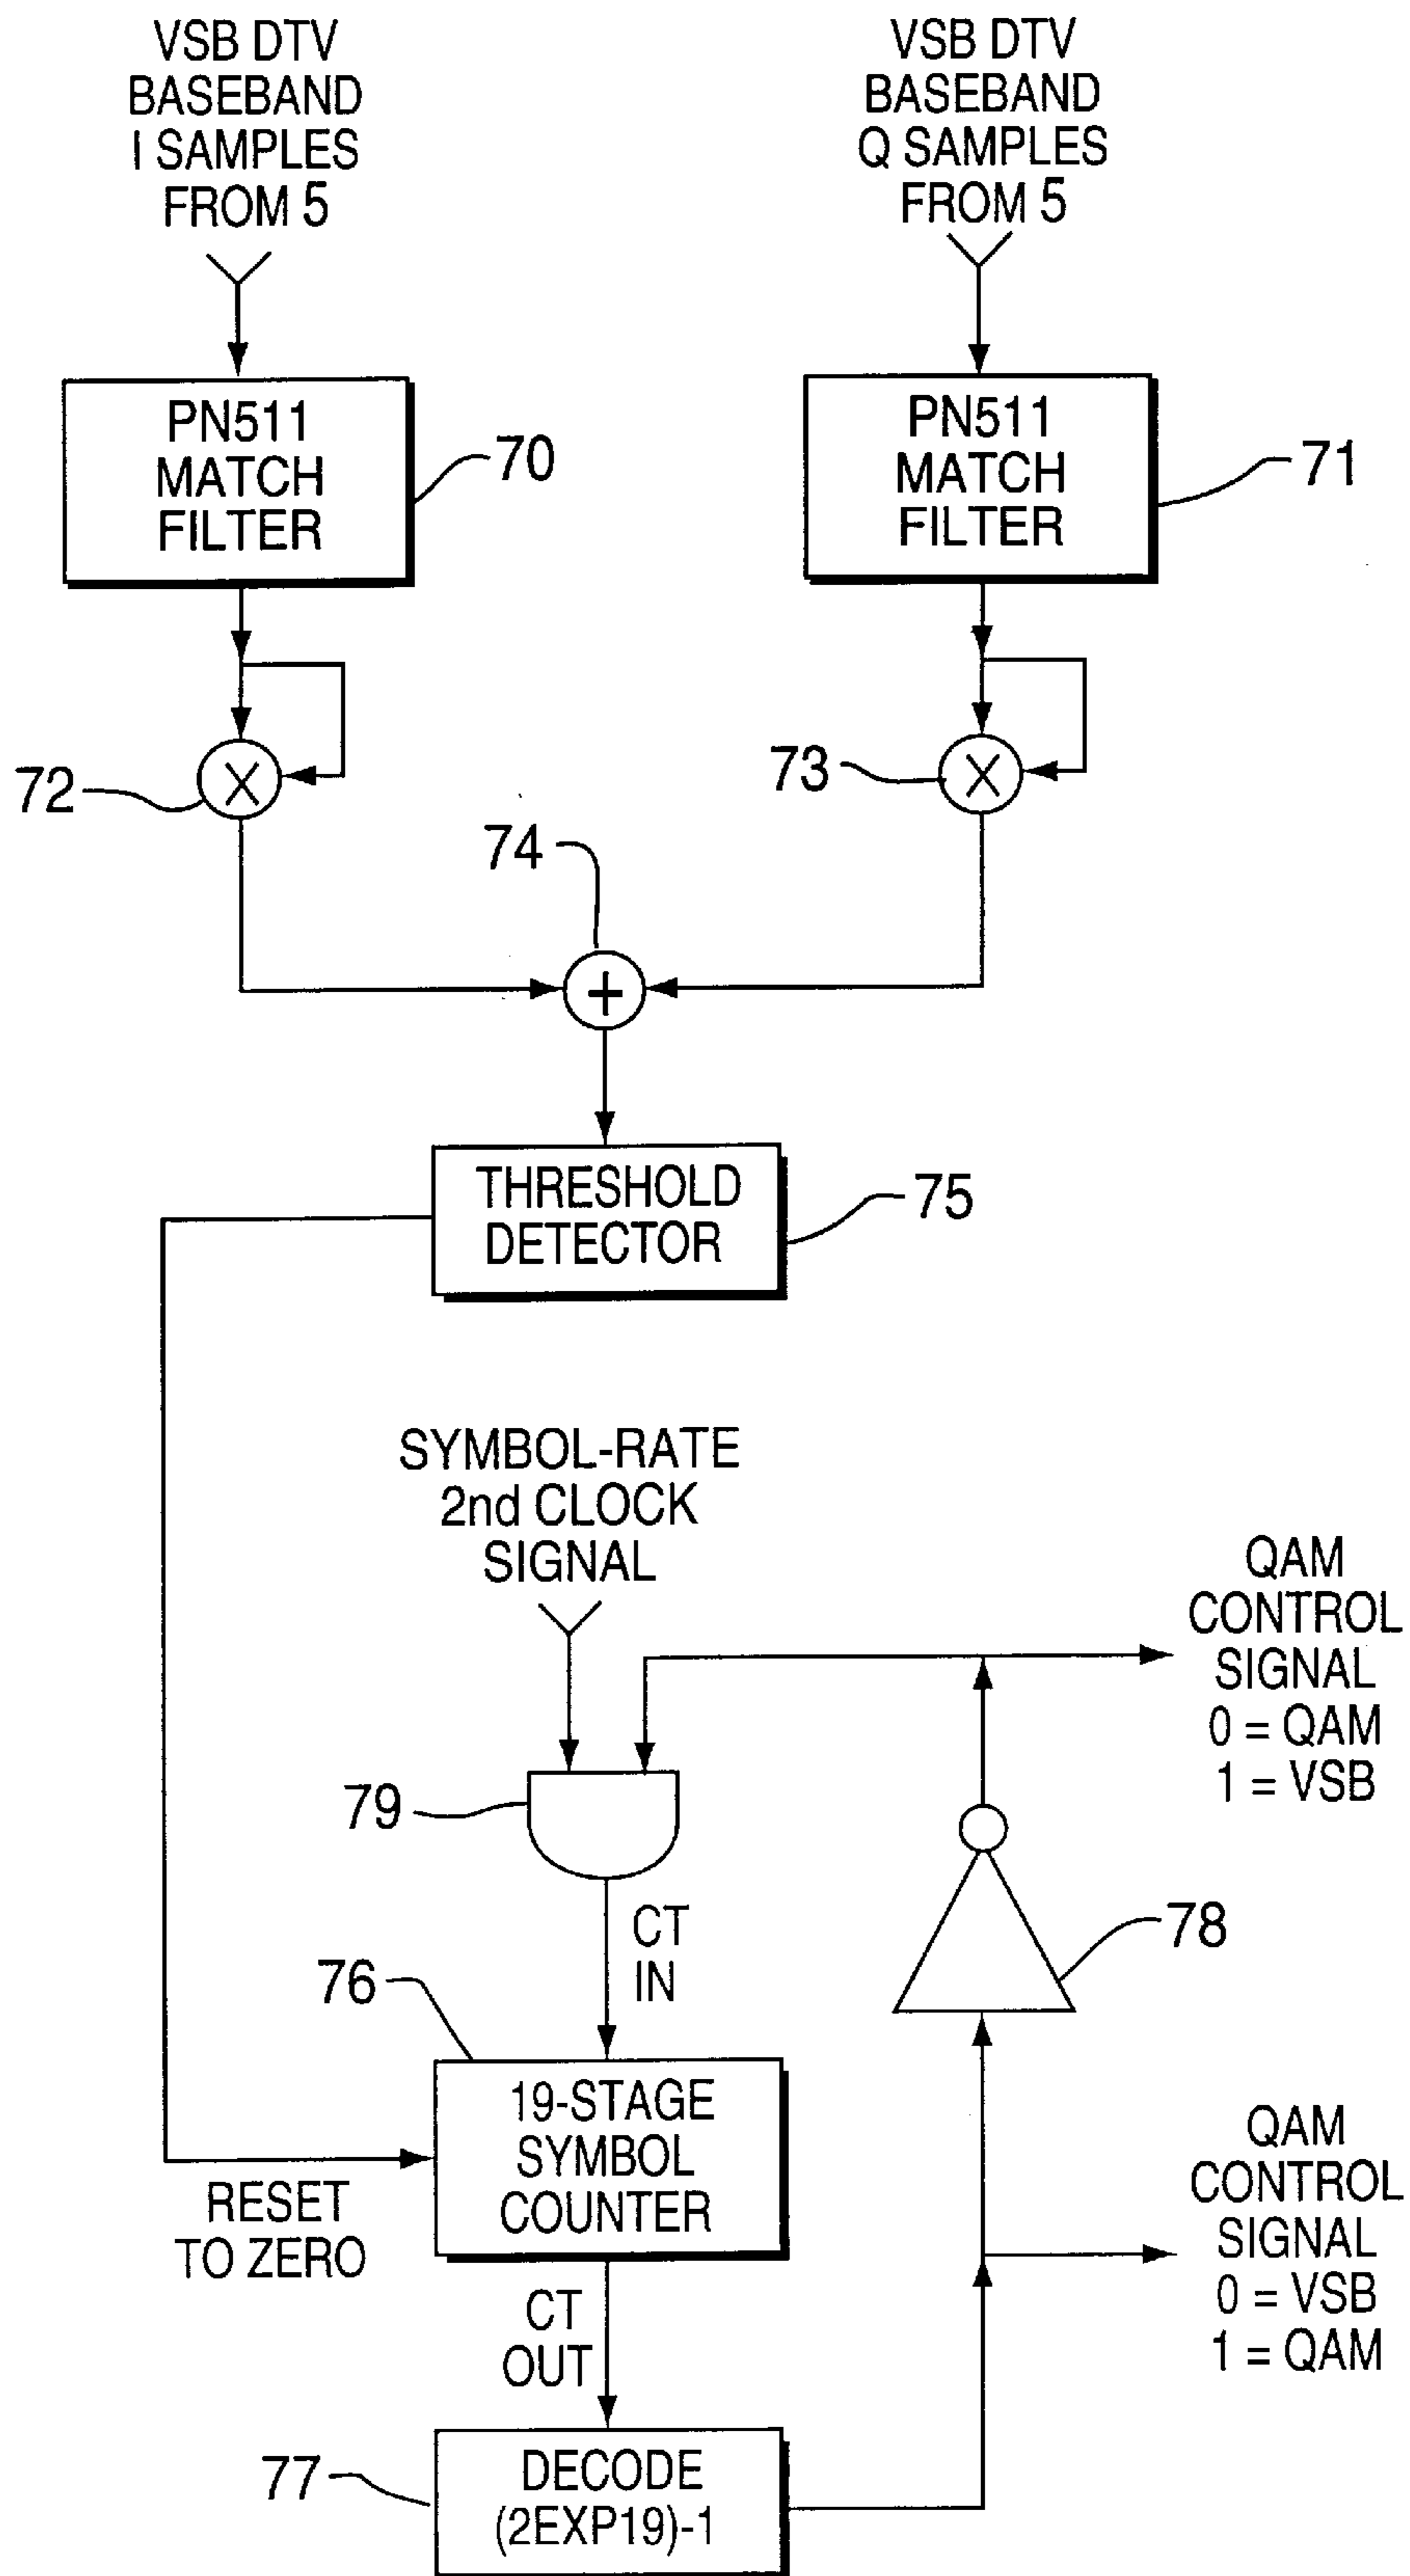 VSB DTV
BASEBAND
I SAMPLES
FROM 5
VSB DTV
BASEBAND
Q SAMPLES
FROM 5
PN511
MATCH
FILTER
70
PN511
MATCH
FILTER
71
72
X
73
X
74
+
THRESHOLD
DETECTOR
75
SYMBOL-RATE
2nd CLOCK
SIGNAL
QAM
CONTROL
SIGNAL
0 = QAM
1 = VSB
79
CT
IN
78
76
19-STAGE
SYMBOL
COUNTER
RESET
TO ZERO
QAM
CONTROL
SIGNAL
0 = VSB
1 = QAM
CT
OUT
77
DECODE
(2EXP19)-1